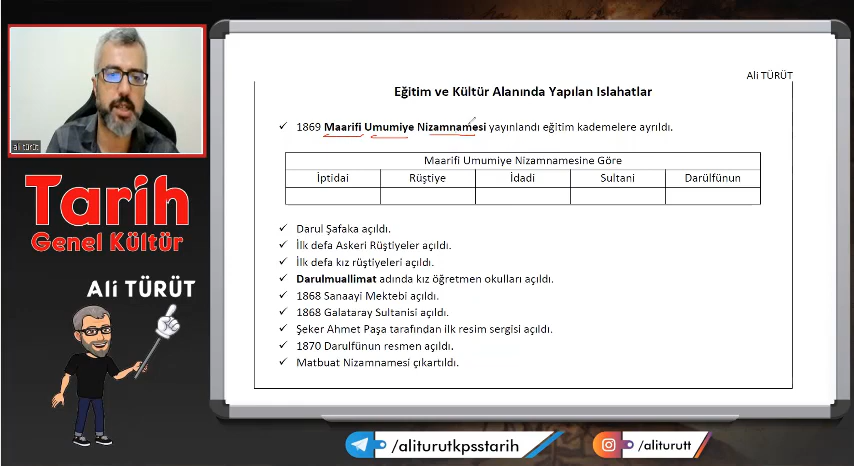 ali türüt
Tarih
Genel Kültür
Ali TÜRÜT
Ali TÜRÜT
Eğitim ve Kültür Alanında Yapılan Islahatlar
✓ 1869 Maarifi Umumiye Nizamnamesi yayınlandı eğitim kademelere ayrıldı.
Maarifi Umumiye Nizamnamesine Göre
İptidai Rüştiye İdadi Sultani Darülfünun
✓ Darul Şafaka açıldı.
✓ İlk defa Askeri Rüştiyeler açıldı.
✓ İlk defa kız rüştiyeleri açıldı.
✓ Darulmuallimat adında kız öğretmen okulları açıldı.
✓ 1868 Sanaayi Mektebi açıldı.
✓ 1868 Galataray Sultanisi açıldı.
✓ Şeker Ahmet Paşa tarafından ilk resim sergisi açıldı.
✓ 1870 Darulfünun resmen açıldı.
✓ Matbuat Nizamnamesi çıkartıldı.
/aliturutkpsstarih
/aliturutt